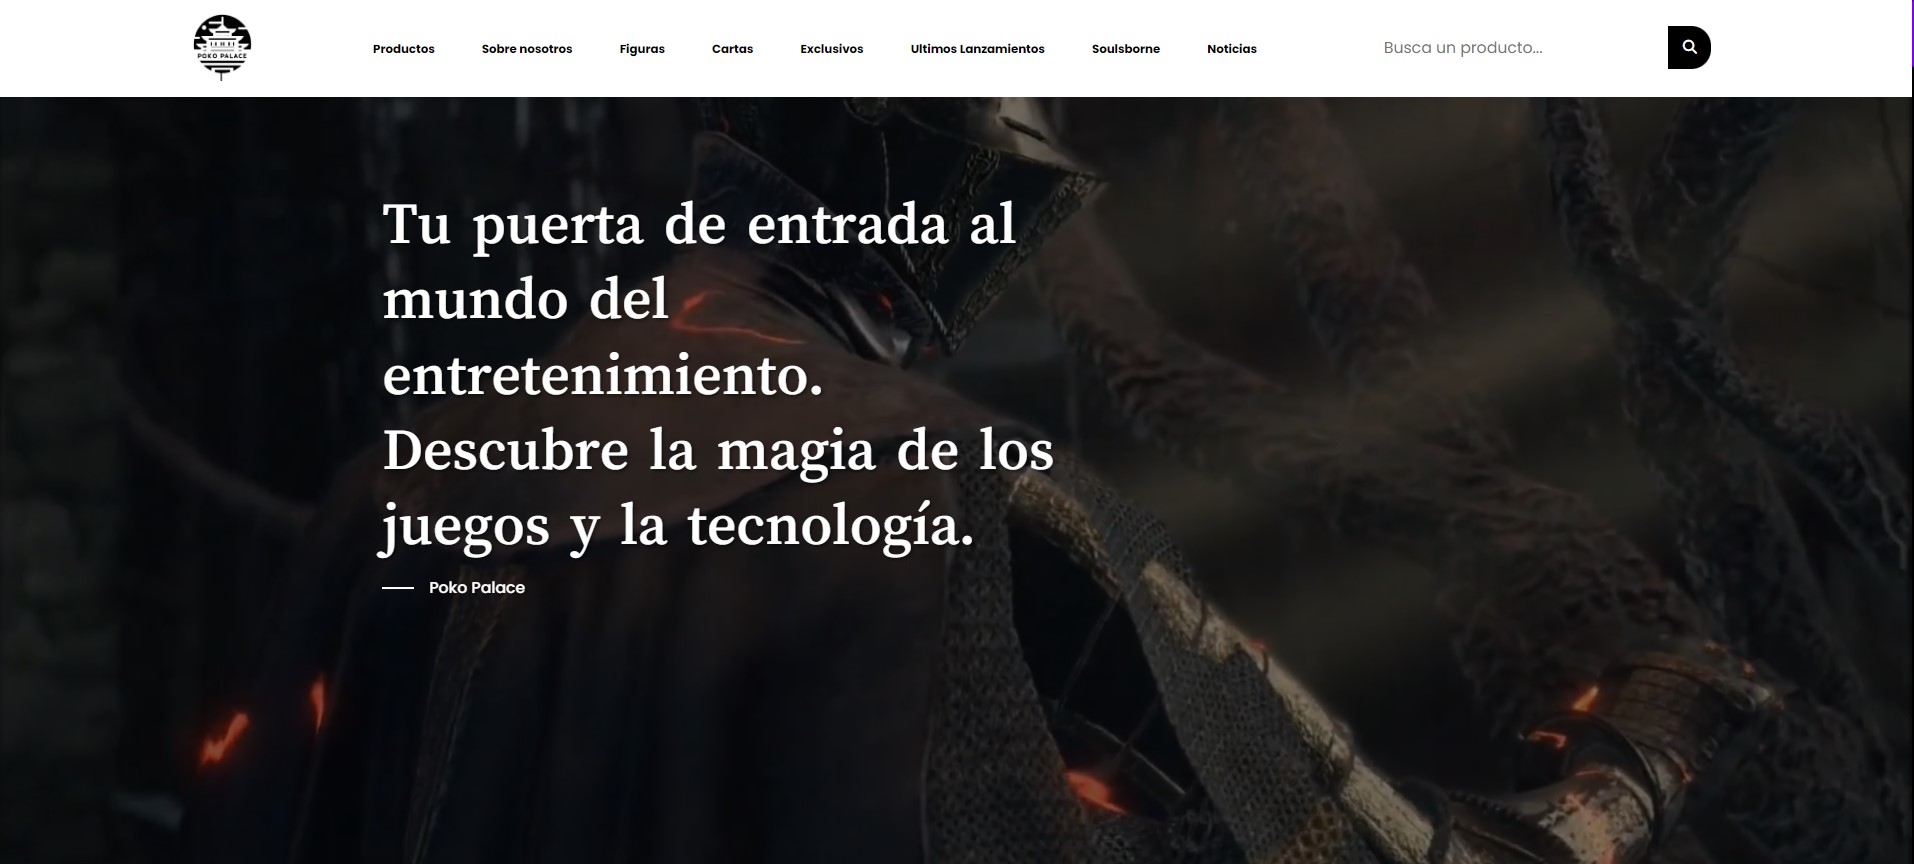 POKO PALACE
Productos Sobre nosotros Figuras Cartas Exclusivos Ultimos Lanzamientos Soulsborne Noticias Busca un producto...
Tu puerta de entrada al
mundo del
entretenimiento.
Descubre la magia de los
juegos y la tecnología.
Poko Palace